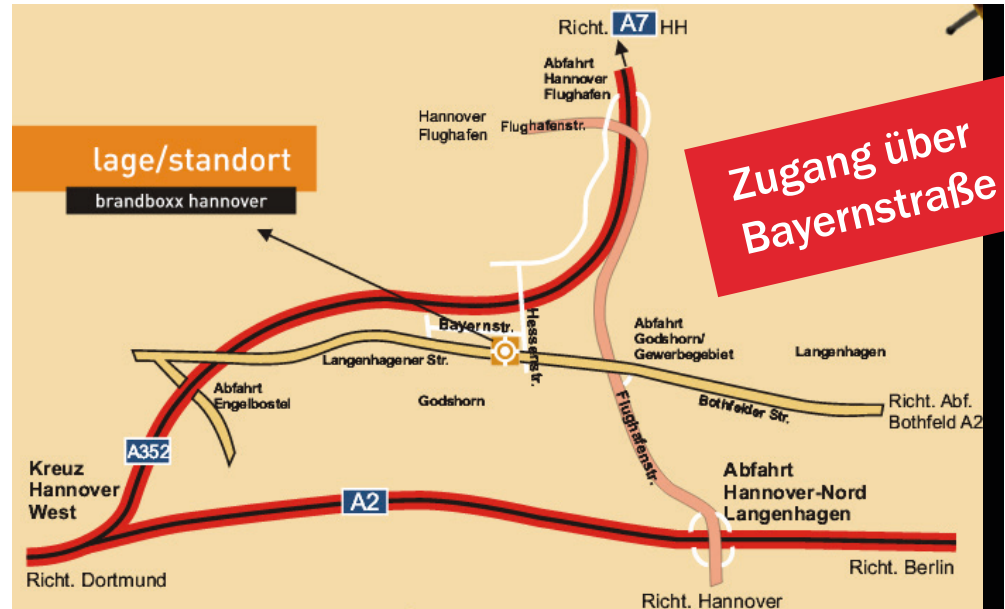 Richt. A7 HH
Abfahrt
Hannover
Flughafen
Hannover
Flughafen
Flughafenstr.
Zugang über
Bayernstraße
lage/standort
brandboxx hannover
Bayernstr.
Hessenstr.
Langenhagener Str.
Abfahrt
Godshorn/
Gewerbegebiet
Langenhagen
Abfahrt
Engelbostel
Godshorn
Flughafenstr.
Bothfelder Str.
Richt. Abf.
Bothfeld A2
A352
Kreuz
Hannover
West
A2
Abfahrt
Hannover-Nord
Langenhagen
Richt. Dortmund
Richt. Berlin
Richt. Hannover